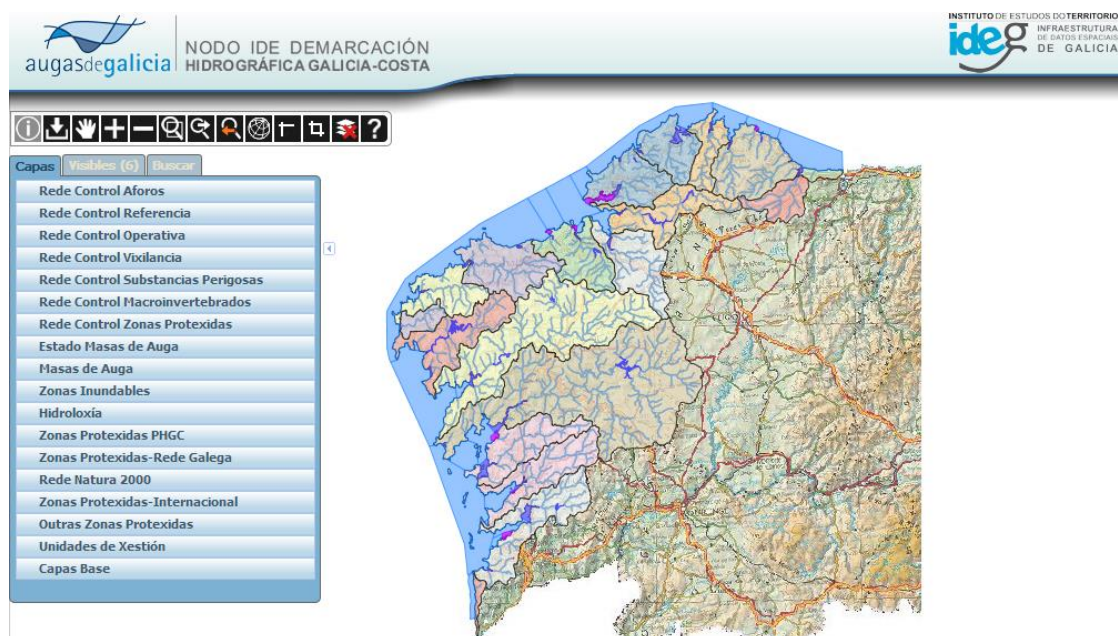 augasdegalicia
NODO IDE DEMARCACIÓN
HIDROGRÁFICA GALICIA-COSTA
INSTITUTO DE ESTUDOS DO TERRITORIO
ideg
INFRAESTRUTURA
DE DATOS ESPACIAIS
DE GALICIA
Capas
Visibles (6)
Buscar
Rede Control Aforos
Rede Control Referencia
Rede Control Operativa
Rede Control Vixilancia
Rede Control Substancias Perigosas
Rede Control Macroinvertebrados
Rede Control Zonas Protexidas
Estado Masas de Auga
Masas de Auga
Zonas Inundables
Hidroloxía
Zonas Protexidas PHGC
Zonas Protexidas-Rede Galega
Rede Natura 2000
Zonas Protexidas-Internacional
Outras Zonas Protexidas
Unidades de Xestión
Capas Base